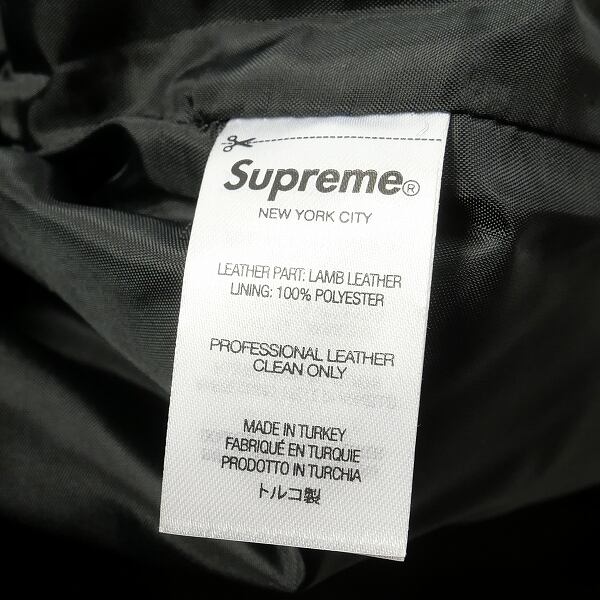 Supreme®
NEW YORK CITY
LEATHER PART: LAMB LEATHER
LINING: 100% POLYESTER
PROFESSIONAL LEATHER
CLEAN ONLY
MADE IN TURKEY
FABRIQUÉ EN TURQUIE
PRODOTTO IN TURCHIA
トルコ製